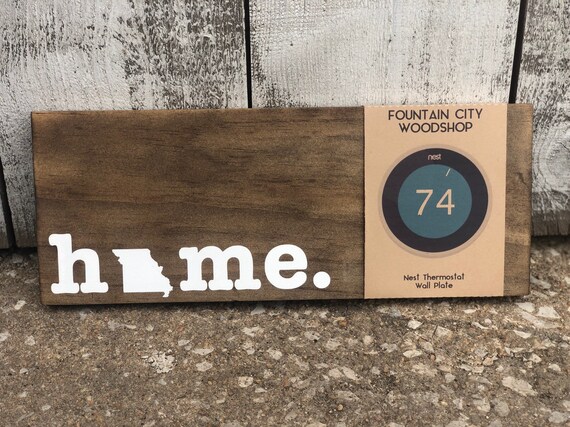 h me.
FOUNTAIN CITY
WOODSHOP
nest
74
Nest Thermostat
Wall Plate